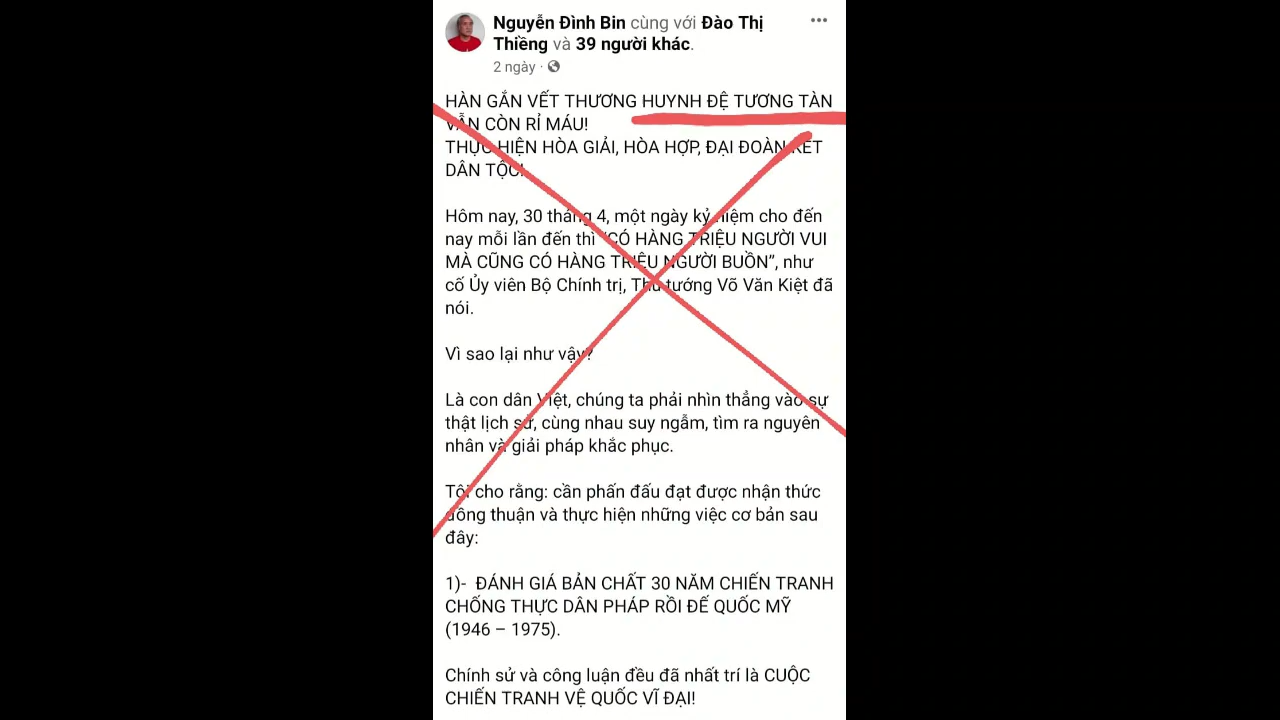 Nguyễn Đình Bin cùng với Đào Thị
Thiềng và 39 người khác.
2 ngày ·
HÀN GẮN VẾT THƯƠNG HUYNH ĐỆ TƯƠNG TÀN
VẪN CÒN RỈ MÁU!
THỰC HIỆN HÒA GIẢI, HÒA HỢP, ĐẠI ĐOÀN KẾT
DÂN TỘC!
Hôm nay, 30 tháng 4, một ngày kỷ niệm cho đến
nay mỗi lần đến thì “CÓ HÀNG TRIỆU NGƯỜI VUI
MÀ CŨNG CÓ HÀNG TRIỆU NGƯỜI BUỒN”, như
cố Ủy viên Bộ Chính trị, Thủ tướng Võ Văn Kiệt đã
nói.
Vì sao lại như vậy?
Là con dân Việt, chúng ta phải nhìn thẳng vào sự
thật lịch sử, cùng nhau suy ngẫm, tìm ra nguyên
nhân và giải pháp khắc phục.
Tôi cho rằng: cần phấn đấu đạt được nhận thức
đồng thuận và thực hiện những việc cơ bản sau
đây:
1)- ĐÁNH GIÁ BẢN CHẤT 30 NĂM CHIẾN TRANH
CHỐNG THỰC DÂN PHÁP RỒI ĐẾ QUỐC MỸ
(1946 – 1975).
Chính sử và công luận đều đã nhất trí là CUỘC
CHIẾN TRANH VỆ QUỐC VĨ ĐẠI!